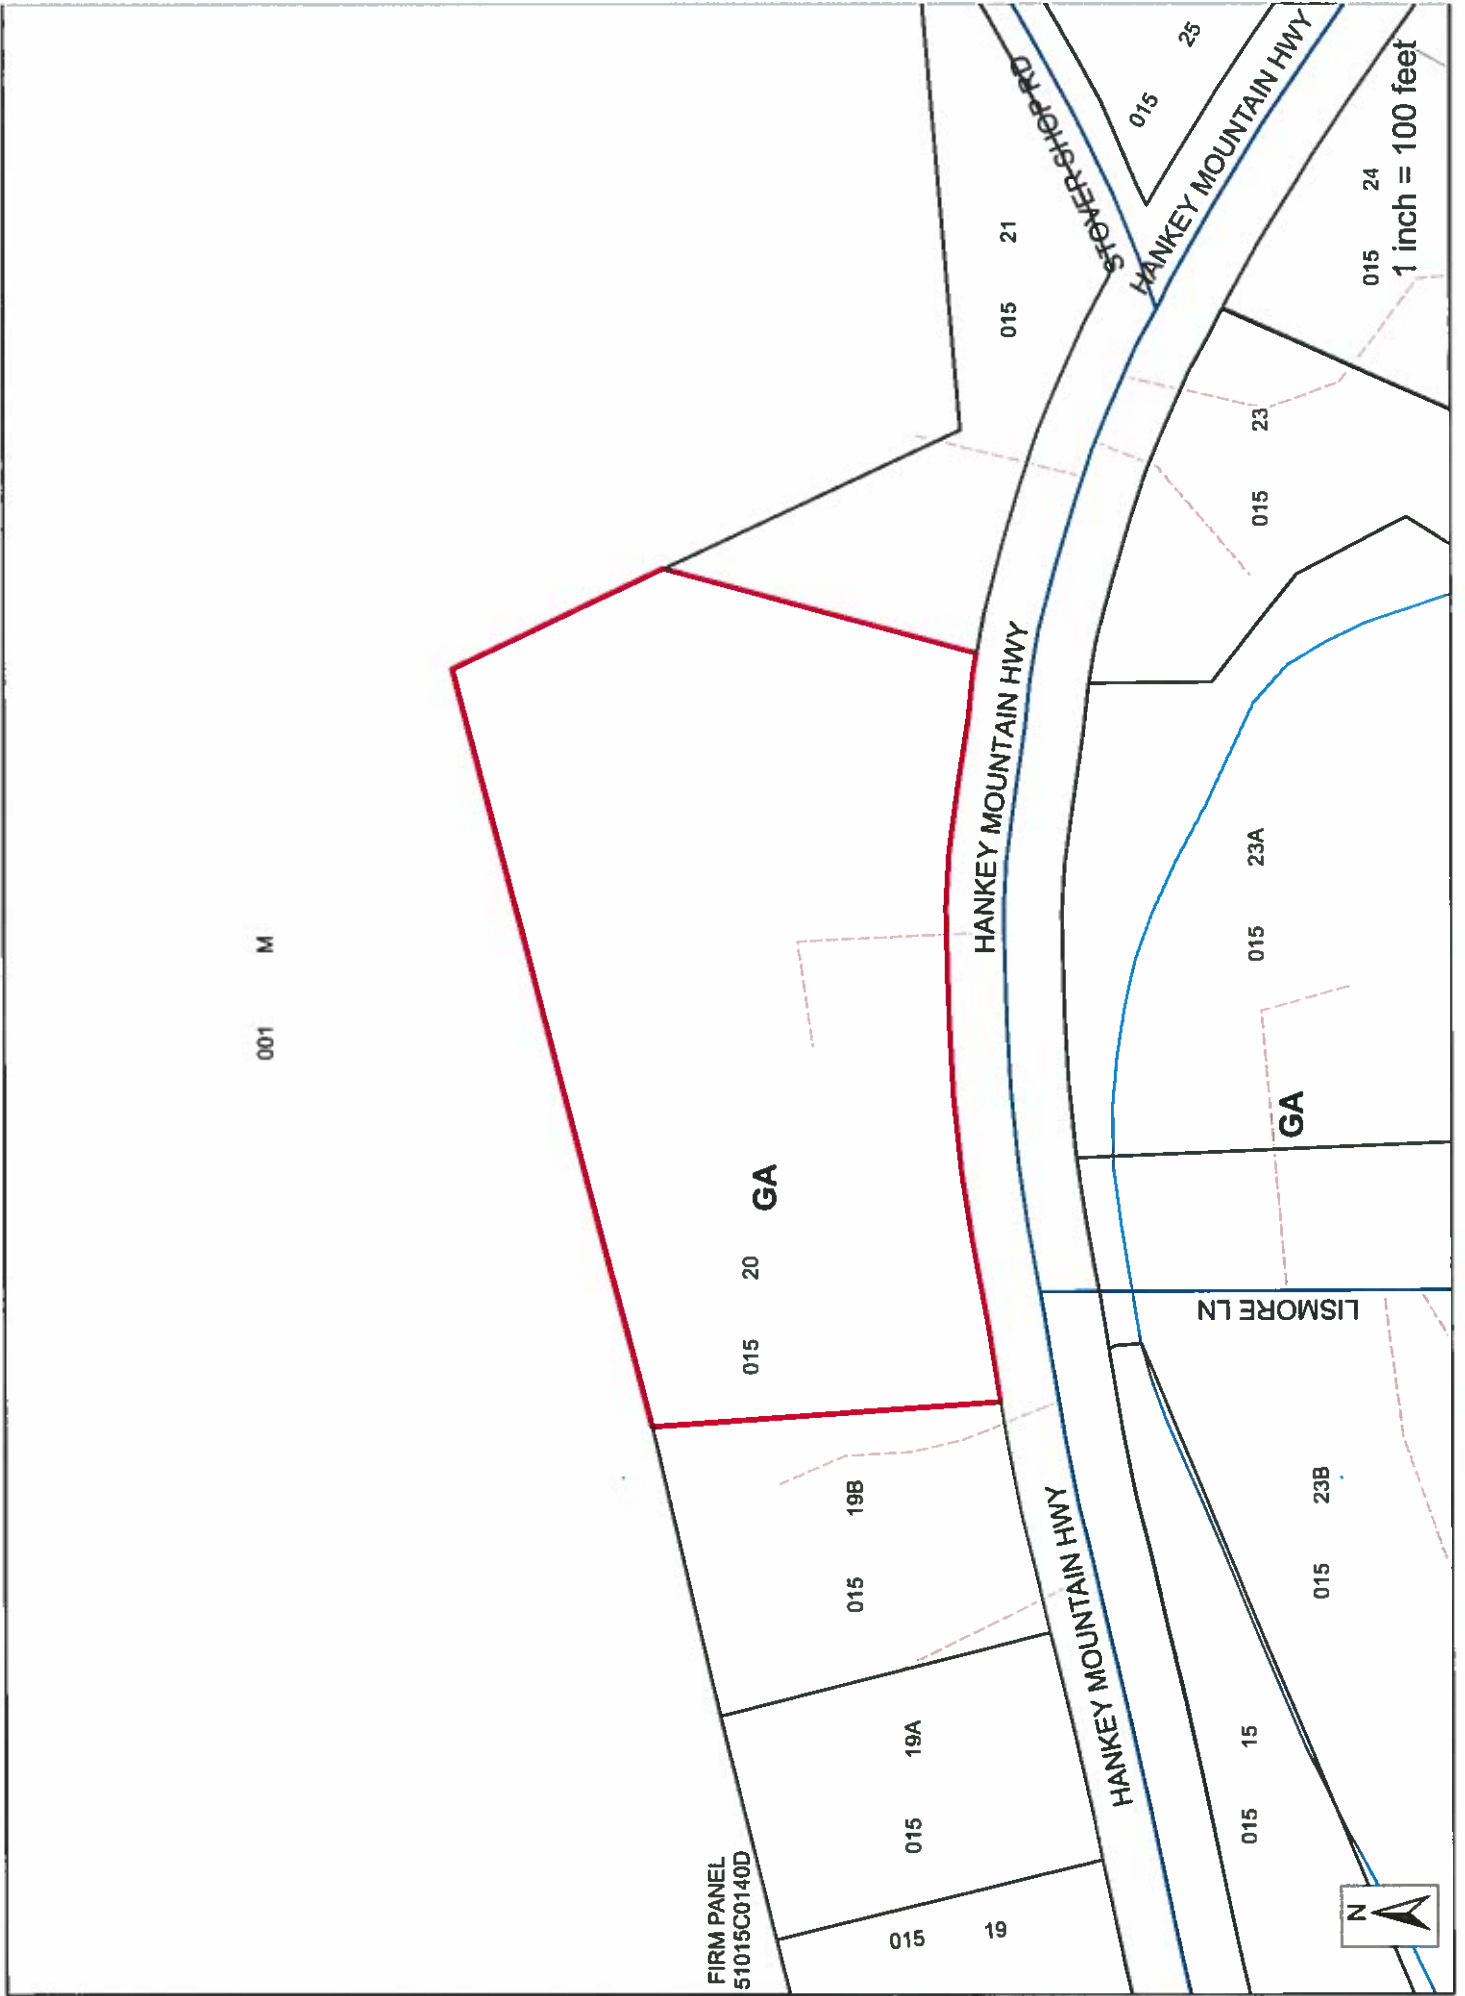 001 M
015 20
GA
FIRM PANEL
51015C0140D
015 19
015 19A
015 19B
HANKEY MOUNTAIN HWY
HANKEY MOUNTAIN HWY
HANKEY MOUNTAIN HWY
015 21
STOVER SHOP RD
015 25
015 15
LISMORE LN
GA
015 23A
015 23
015 24
015 23B
N
1 inch = 100 feet